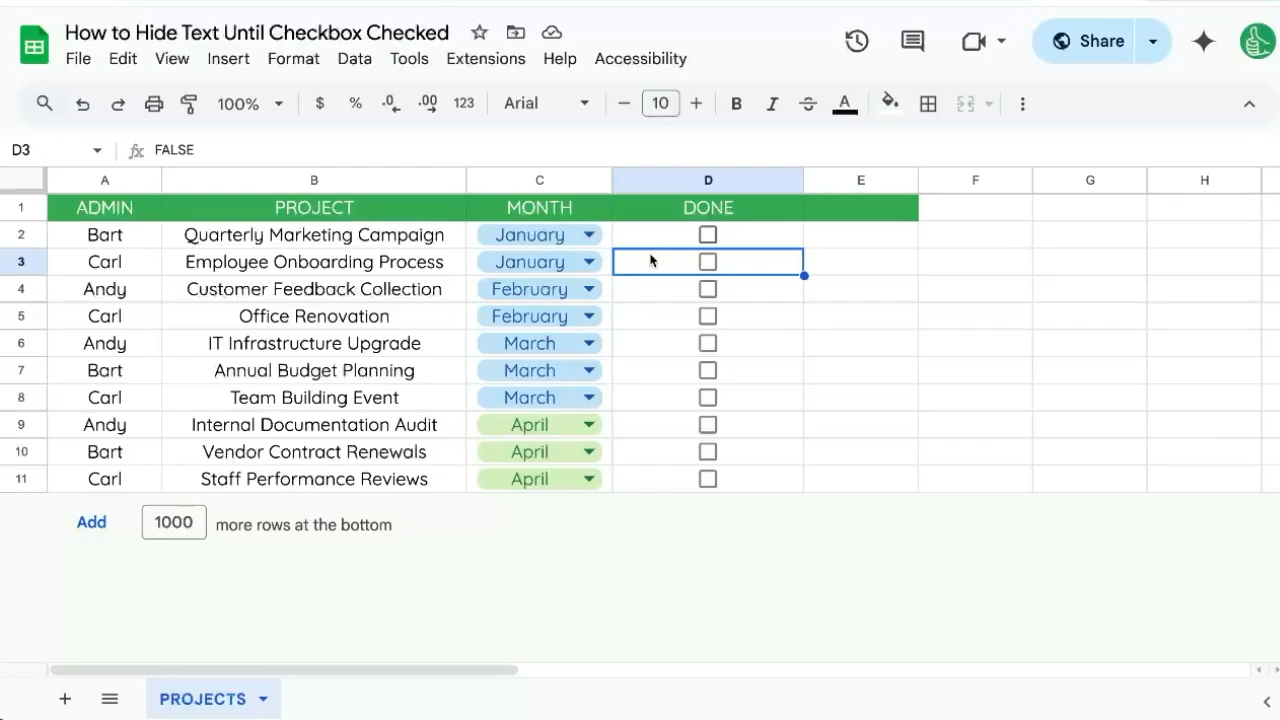 How to Hide Text Until Checkbox Checked
File Edit View Insert Format Data Tools Extensions Help Accessibility
Share
100% $ % .0 .00 123 Arial 10 B I S A
D3 fx FALSE
A B C D E F G H
1 ADMIN PROJECT MONTH DONE
2 Bart Quarterly Marketing Campaign January
3 Carl Employee Onboarding Process January
4 Andy Customer Feedback Collection February
5 Carl Office Renovation February
6 Andy IT Infrastructure Upgrade March
7 Bart Annual Budget Planning March
8 Carl Team Building Event March
9 Andy Internal Documentation Audit April
10 Bart Vendor Contract Renewals April
11 Carl Staff Performance Reviews April
Add 1000 more rows at the bottom
PROJECTS